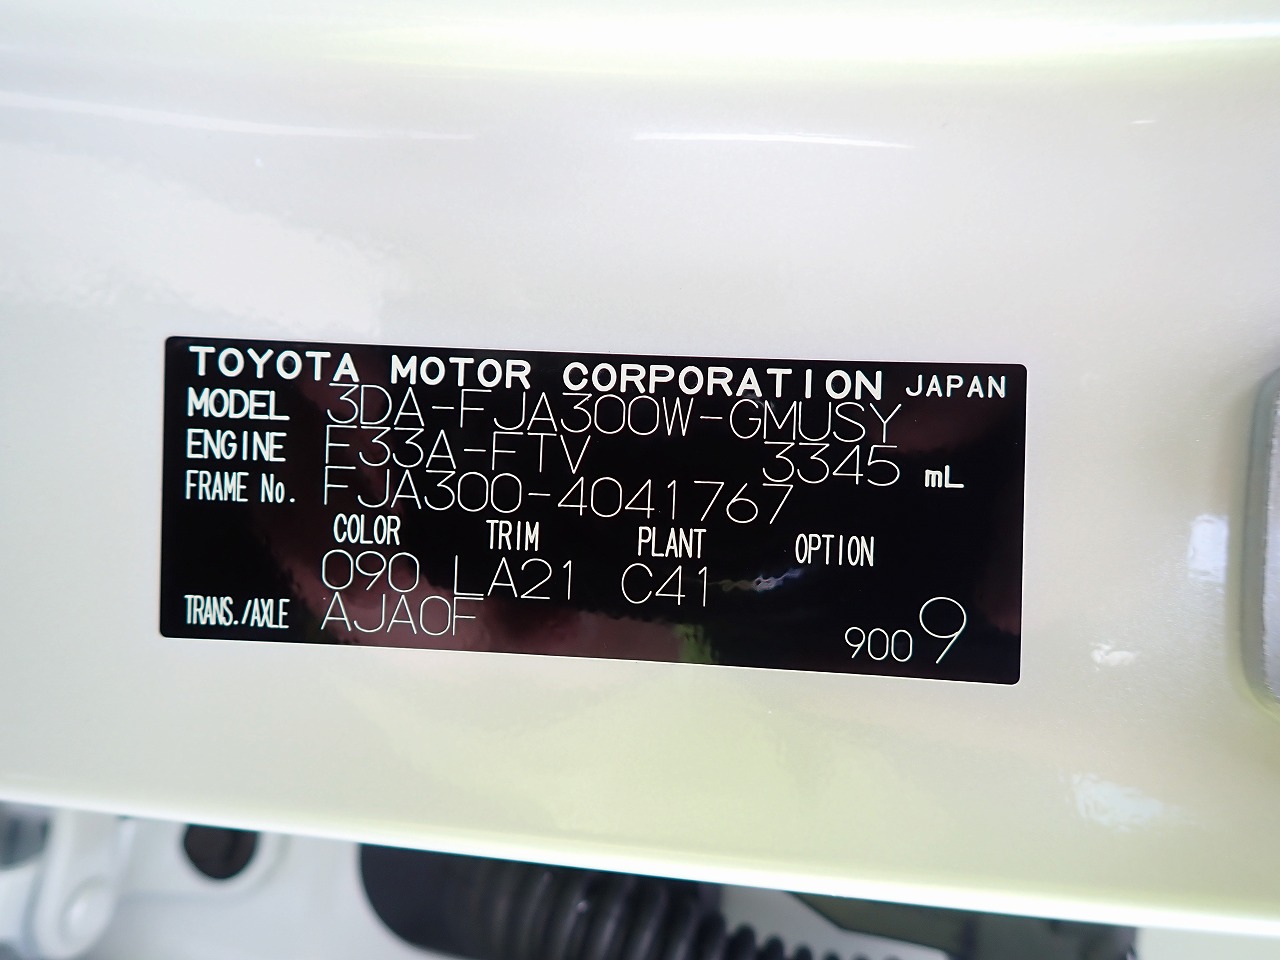 TOYOTA MOTOR CORPORATION JAPAN
MODEL 3DA-FJA300W-GMUSY
ENGINE F33A-FTV 3345 mL
FRAME No. FJA300-4041767
COLOR TRIM PLANT OPTION
090 LA21 C41
TRANS./AXLE AJA0F
9009